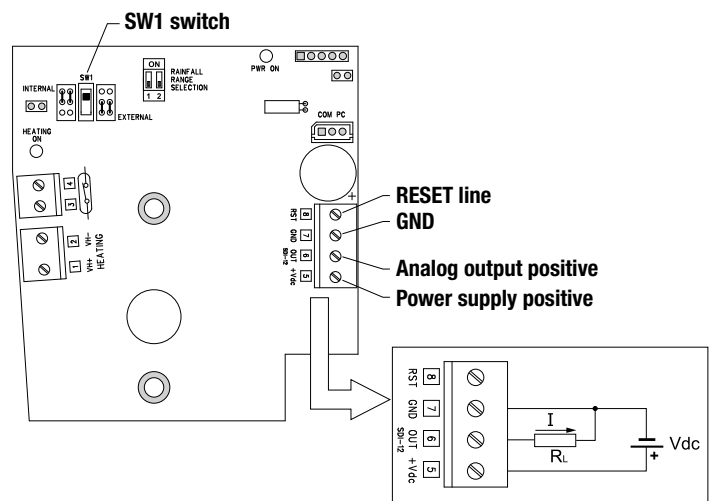 SW1 switch
ON
PWR ON
SW1
RAINFALL
RANGE
SELECTION
1 2
INTERNAL
EXTERNAL
COM PC
HEATING
ON
+
RESET line
GND
Analog output positive
Power supply positive
4
3
2 VH-
1 VH+
HEATING
RST 8
GND 7
OUT 6
SDI-12
+Vdc 5
RST 8
GND 7
OUT 6
SDI-12
+Vdc 5
I
RL
Vdc
+